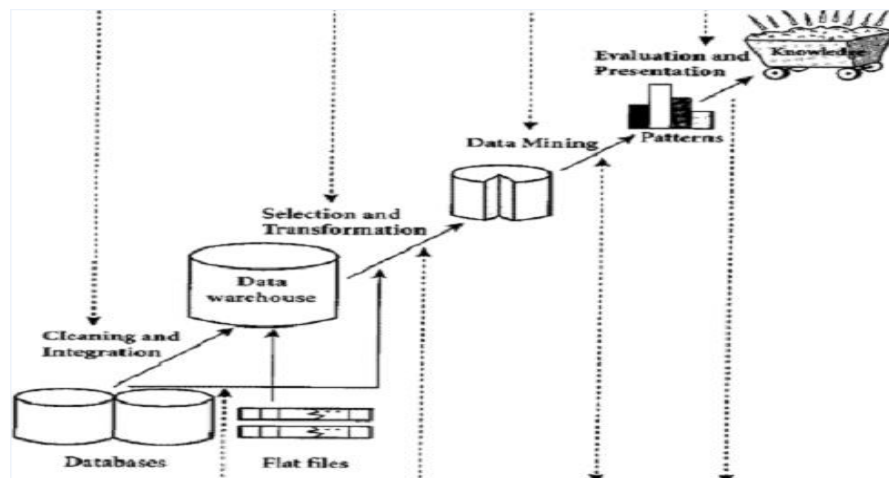 Knowledge
Evaluation and
Presentation
Patterns
Data Mining
Selection and
Transformation
Data
warehouse
Cleaning and
Integration
Databases
Flat files